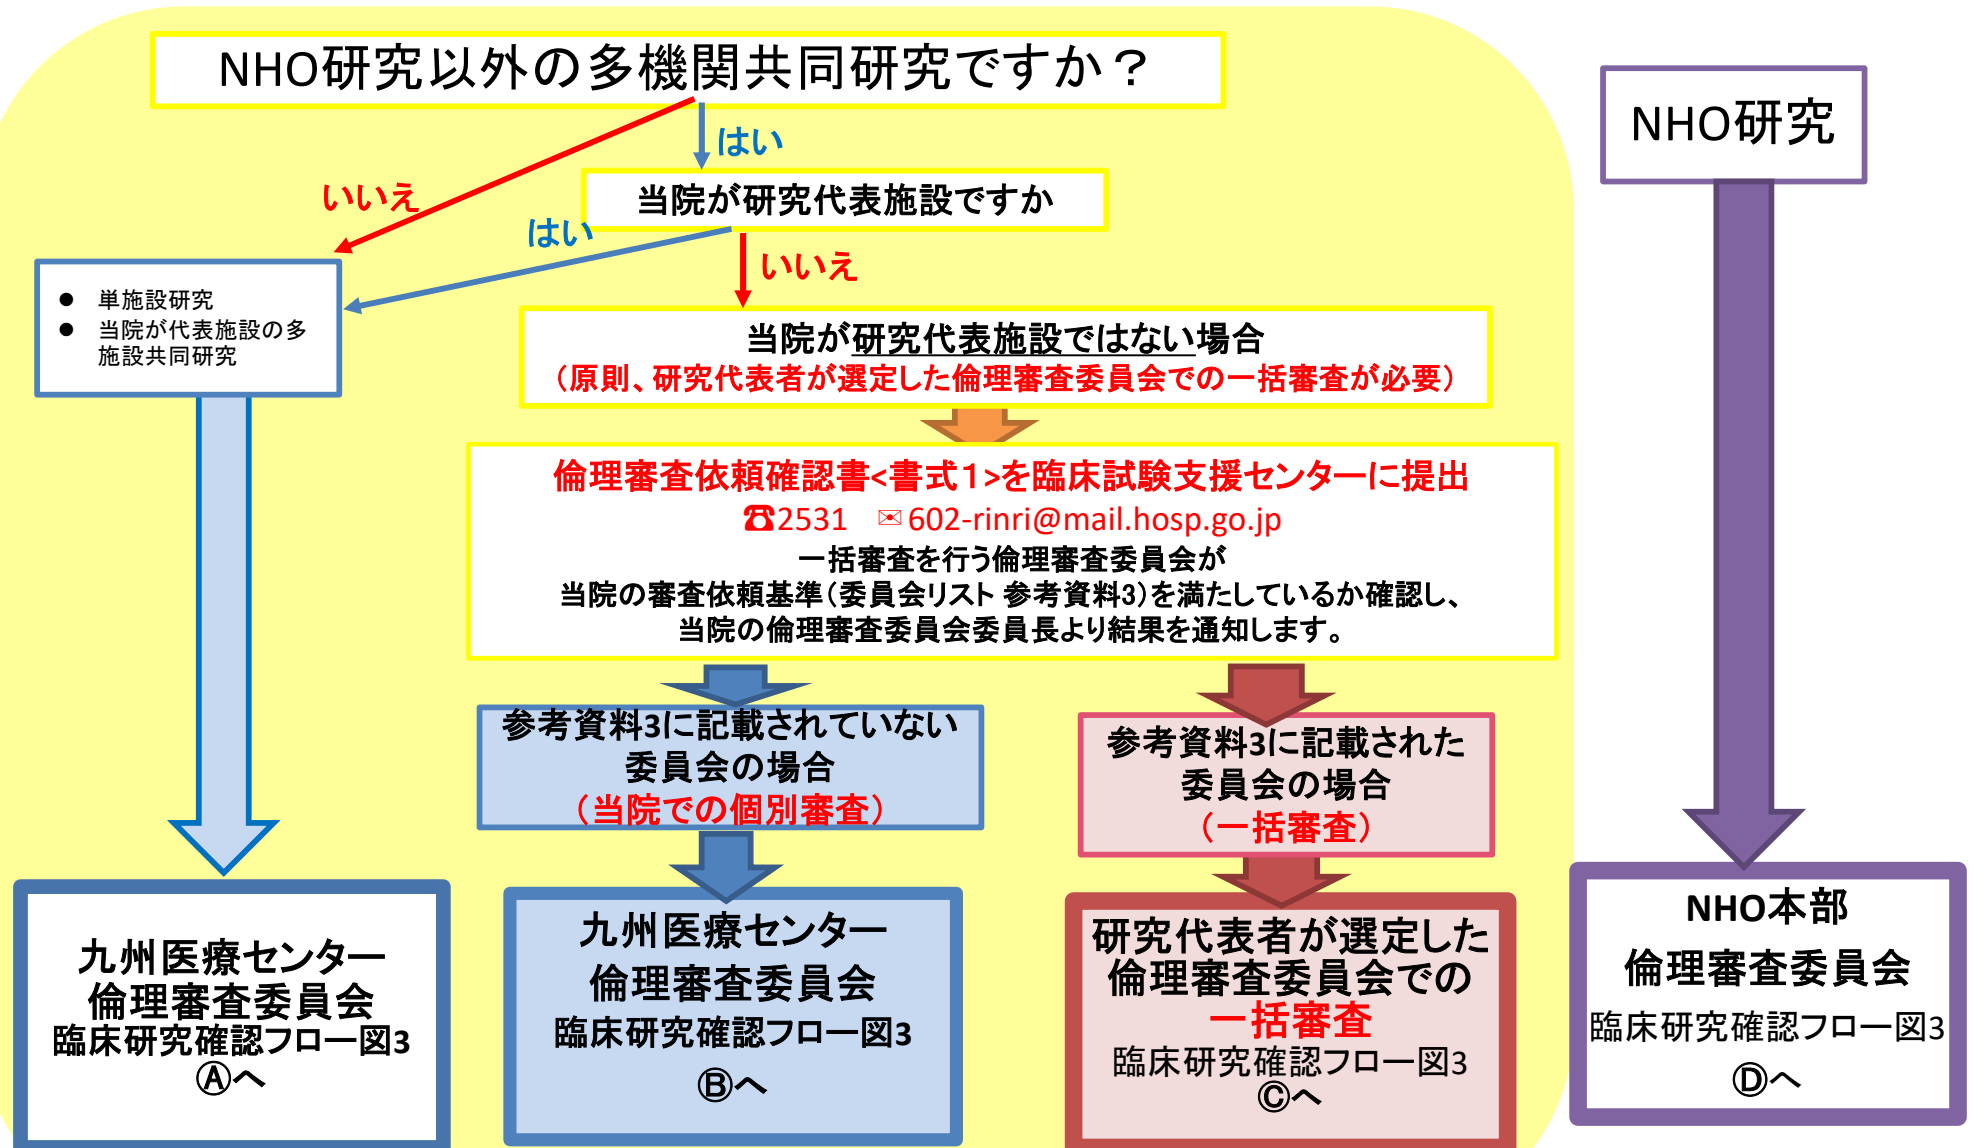 NHO研究以外の多機関共同研究ですか？
NHO研究
はい
いいえ
当院が研究代表施設ですか
はい
いいえ
● 単施設研究
● 当院が代表施設の多
施設共同研究
当院が研究代表施設ではない場合
（原則、研究代表者が選定した倫理審査委員会での一括審査が必要）
倫理審査依頼確認書<書式１>を臨床試験支援センターに提出
☎2531 ✉602-rinri@mail.hosp.go.jp
一括審査を行う倫理審査委員会が
当院の審査依頼基準（委員会リスト 参考資料3）を満たしているか確認し、
当院の倫理審査委員会委員長より結果を通知します。
参考資料3に記載されていない
委員会の場合
（当院での個別審査）
参考資料3に記載された
委員会の場合
（一括審査）
九州医療センター
倫理審査委員会
臨床研究確認フロー図3
Ⓐへ
九州医療センター
倫理審査委員会
臨床研究確認フロー図3
Ⓑへ
研究代表者が選定した
倫理審査委員会での
一括審査
臨床研究確認フロー図3
Ⓒへ
NHO本部
倫理審査委員会
臨床研究確認フロー図3
Ⓓへ